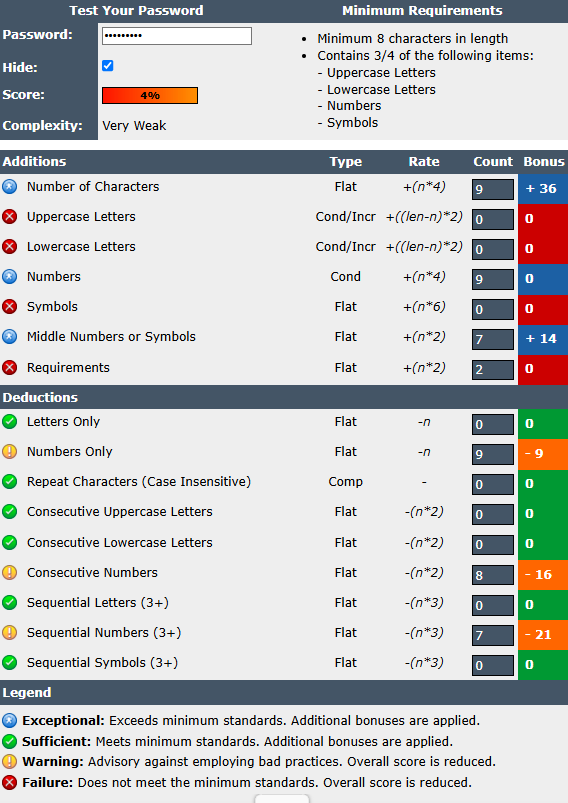 Test Your Password Minimum Requirements
Password: •••••••••
• Minimum 8 characters in length
• Contains 3/4 of the following items:
Hide:
- Uppercase Letters
- Lowercase Letters
Score: 4%
- Numbers
- Symbols
Complexity: Very Weak
Additions Type Rate Count Bonus
Number of Characters Flat +(n*4) 9 + 36
Uppercase Letters Cond/Incr +((len-n)*2) 0 0
Lowercase Letters Cond/Incr +((len-n)*2) 0 0
Numbers Cond +(n*4) 9 0
Symbols Flat +(n*6) 0 0
Middle Numbers or Symbols Flat +(n*2) 7 + 14
Requirements Flat +(n*2) 2 0
Deductions
Letters Only Flat -n 0 0
Numbers Only Flat -n 9 - 9
Repeat Characters (Case Insensitive) Comp - 0 0
Consecutive Uppercase Letters Flat -(n*2) 0 0
Consecutive Lowercase Letters Flat -(n*2) 0 0
Consecutive Numbers Flat -(n*2) 8 - 16
Sequential Letters (3+) Flat -(n*3) 0 0
Sequential Numbers (3+) Flat -(n*3) 7 - 21
Sequential Symbols (3+) Flat -(n*3) 0 0
Legend
Exceptional: Exceeds minimum standards. Additional bonuses are applied.
Sufficient: Meets minimum standards. Additional bonuses are applied.
Warning: Advisory against employing bad practices. Overall score is reduced.
Failure: Does not meet the minimum standards. Overall score is reduced.